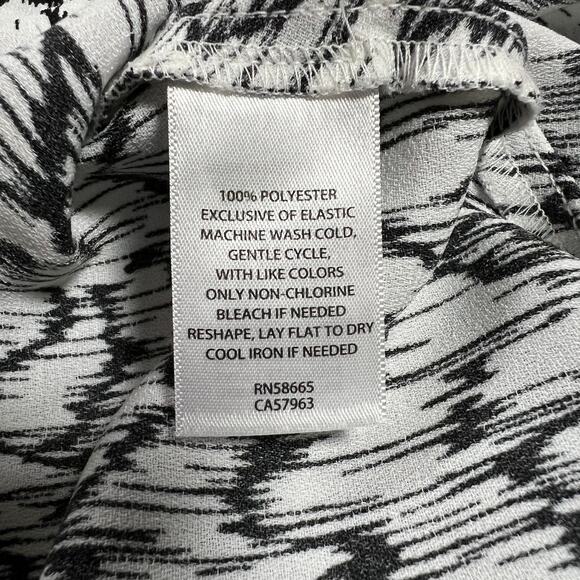 100% POLYESTER
EXCLUSIVE OF ELASTIC
MACHINE WASH COLD,
GENTLE CYCLE,
WITH LIKE COLORS
ONLY NON-CHLORINE
BLEACH IF NEEDED
RESHAPE, LAY FLAT TO DRY
COOL IRON IF NEEDED
RN58665
CA57963